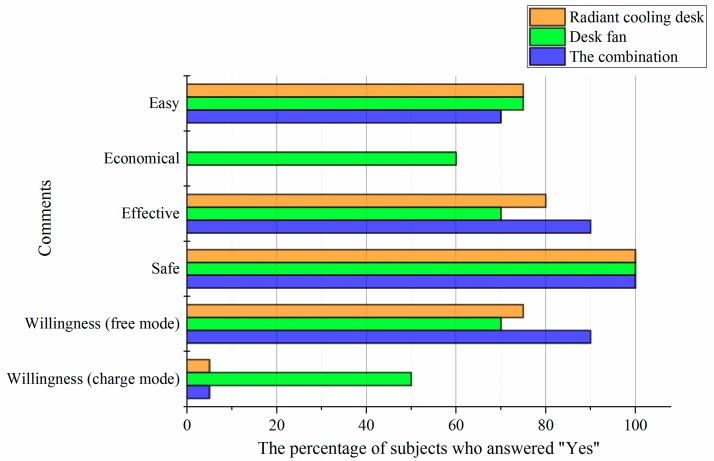 Radiant cooling desk
Desk fan
The combination
Easy
Economical
Effective
Safe
Willingness (free mode)
Willingness (charge mode)
Comments
0 20 40 60 80 100
The percentage of subjects who answered "Yes"